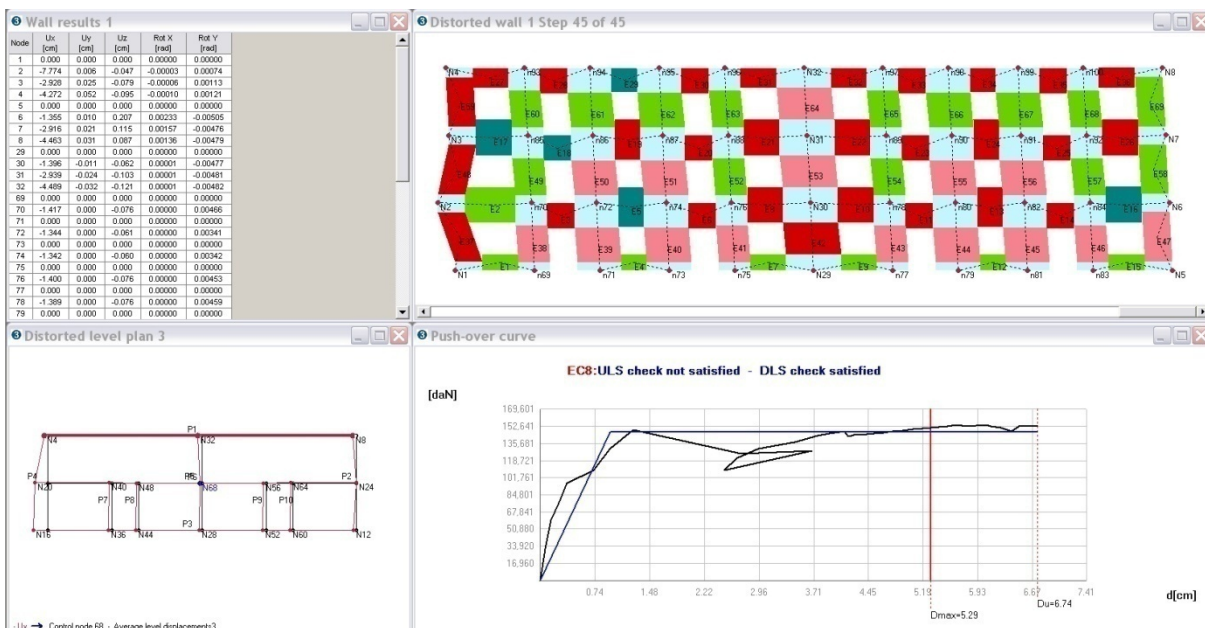 Wall results 1
Node Ux [cm] Uy [cm] Uz [cm] Rot X [rad] Rot Y [rad]
1 0.000 0.000 0.000 0.00000 0.00000
2 -7.774 0.006 -0.047 -0.00003 0.00074
3 -2.928 0.025 -0.079 -0.00006 0.00113
4 -4.272 0.052 -0.095 -0.00010 0.00121
5 0.000 0.000 0.000 0.00000 0.00000
6 -1.355 0.010 0.207 0.00233 -0.00505
7 -2.916 0.021 0.115 0.00157 -0.00476
8 -4.463 0.031 0.087 0.00136 -0.00479
29 0.000 0.000 0.000 0.00000 0.00000
30 -1.396 -0.011 -0.062 0.00001 -0.00477
31 -2.939 -0.024 -0.103 0.00001 -0.00481
32 -4.489 -0.032 -0.121 0.00001 -0.00482
69 0.000 0.000 0.000 0.00000 0.00000
70 -1.417 0.000 -0.076 0.00000 0.00466
71 0.000 0.000 0.000 0.00000 0.00000
72 -1.344 0.000 -0.061 0.00000 0.00341
73 0.000 0.000 0.000 0.00000 0.00000
74 -1.342 0.000 -0.060 0.00000 0.00342
75 0.000 0.000 0.000 0.00000 0.00000
76 -1.400 0.000 -0.076 0.00000 0.00453
77 0.000 0.000 0.000 0.00000 0.00000
78 -1.389 0.000 -0.076 0.00000 0.00459
79 0.000 0.000 0.000 0.00000 0.00000
Distorted wall 1 Step 45 of 45
N4 n93 n94 n95 n96 N32 n97 n98 n99 n100 N8
E29
E60 E61 E62 E63 E64 E65 E66 E67 E68 E69
N3 E17 n85 n86 n87 n88 N31 n89 n90 n91 n92 N7
E48 E49 E50 E51 E52 E53 E54 E55 E56 E57 E58
N2 E2 n70 n72 E5 n74 n76 N30 n78 n80 n82 n84 E16 N6
E37 E38 E39 E40 E41 E42 E43 E44 E45 E46 E47
N1 E1 n69 E4 n71 n73 E7 n75 N29 E9 n77 n79 E12 n81 n83 E15 N5
Distorted level plan 3
P1
N4 N32 N8
P4 P2
N20 N40 N48 N68 N56 N64 N24
P7 P8 P9 P10
P3
N16 N36 N44 N28 N52 N60 N12
Ux Control node 68 - Average level displacements3
Push-over curve
EC8:ULS check not satisfied - DLS check satisfied
[daN]
169,601
152,641
135,681
118,721
101,761
84,801
67,841
50,880
33,920
16,960
0.74 1.48 2.22 2.96 3.71 4.45 5.19 5.93 6.67 7.41
d[cm]
Dmax=5.29
Du=6.74